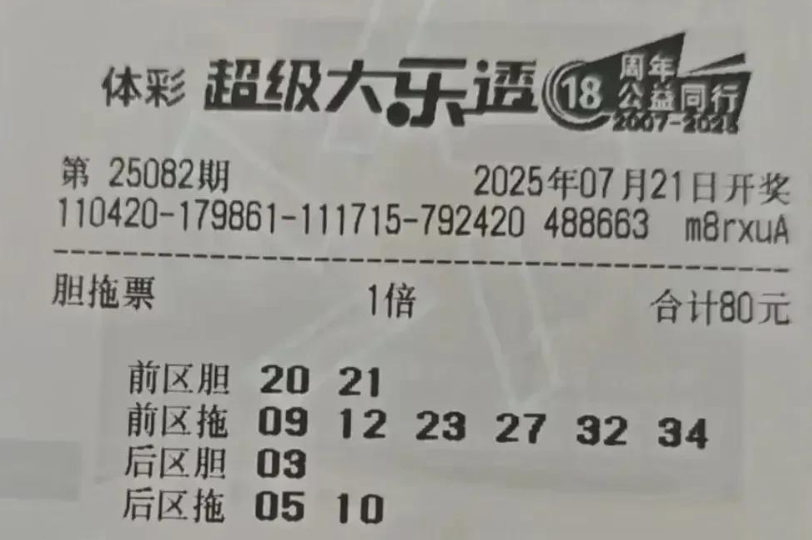 体彩 超级大乐透 18 周年 公益同行 2007-2025
第 25082期 2025年07月21日开奖
110420-179861-111715-792420 488663 m8rxuA
胆拖票 1倍 合计80元
前区胆 20 21
前区拖 09 12 23 27 32 34
后区胆 03
后区拖 05 10